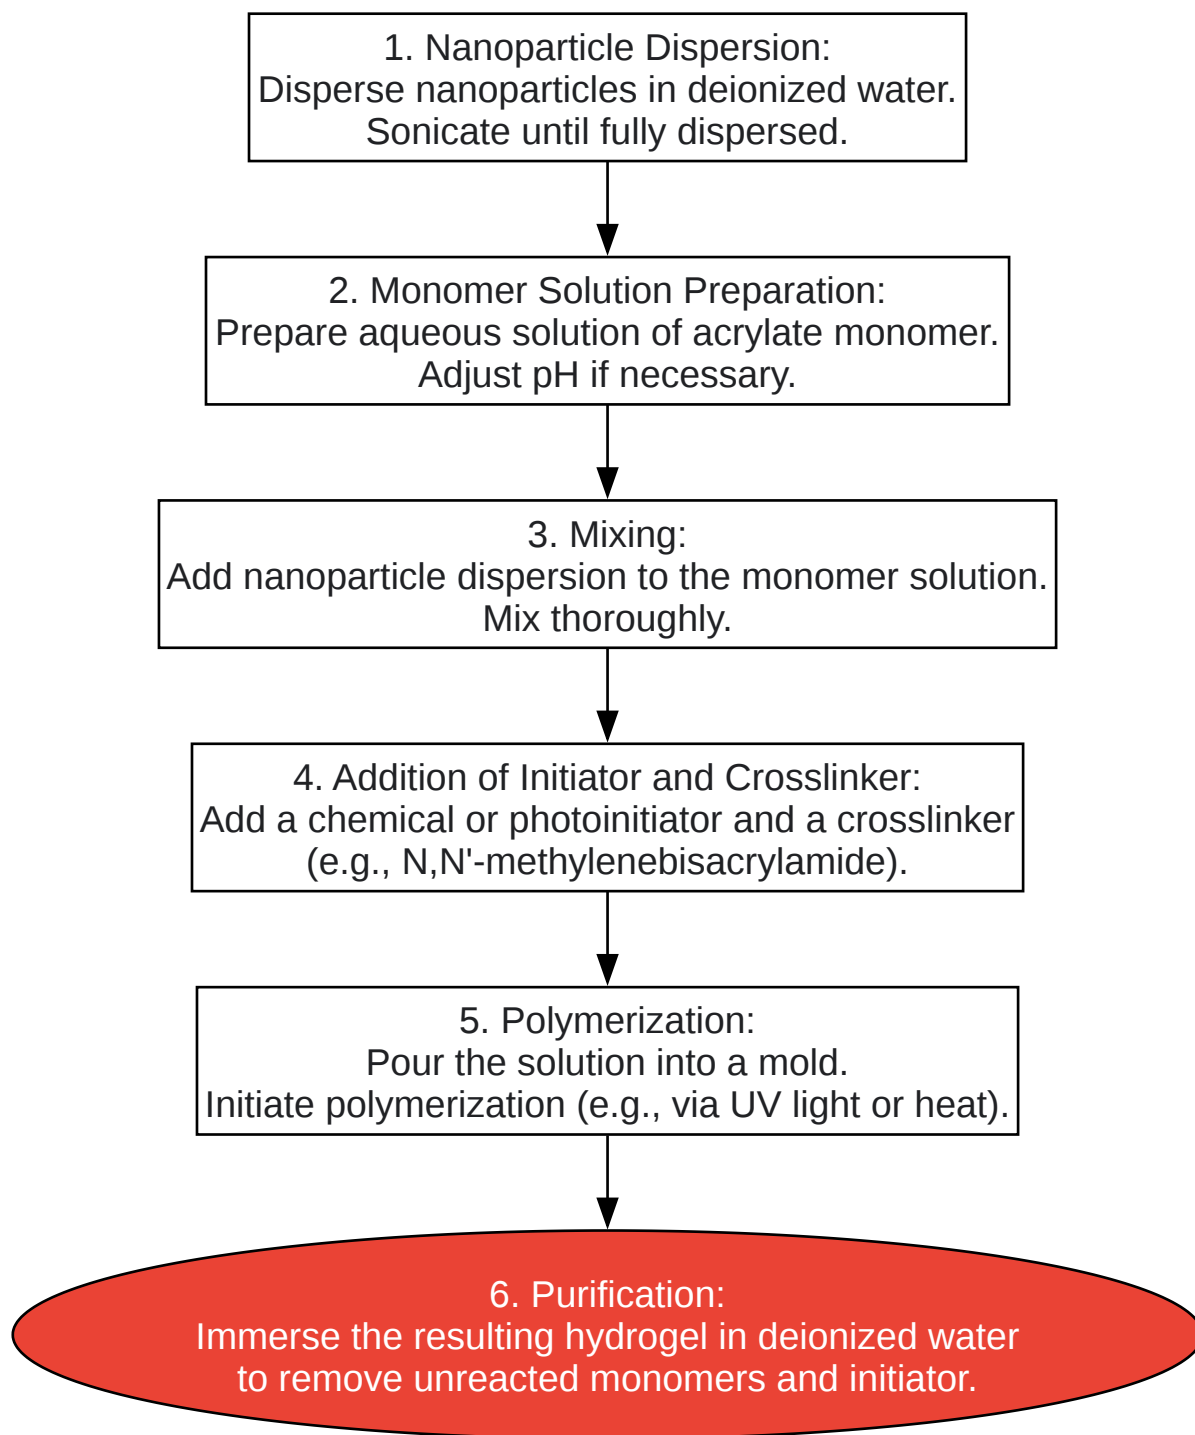 1. Nanoparticle Dispersion:
Disperse nanoparticles in deionized water.
Sonicate until fully dispersed.
2. Monomer Solution Preparation:
Prepare aqueous solution of acrylate monomer.
Adjust pH if necessary.
3. Mixing:
Add nanoparticle dispersion to the monomer solution.
Mix thoroughly.
4. Addition of Initiator and Crosslinker:
Add a chemical or photoinitiator and a crosslinker
(e.g., N,N'-methylenebisacrylamide).
5. Polymerization:
Pour the solution into a mold.
Initiate polymerization (e.g., via UV light or heat).
6. Purification:
Immerse the resulting hydrogel in deionized water
to remove unreacted monomers and initiator.